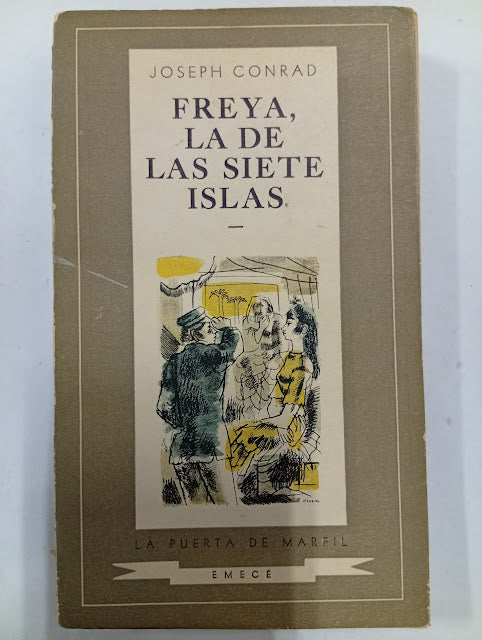 JOSEPH CONRAD
FREYA,
LA DE
LAS SIETE
ISLAS
LA PUERTA DE MARFIL
EMECÉ